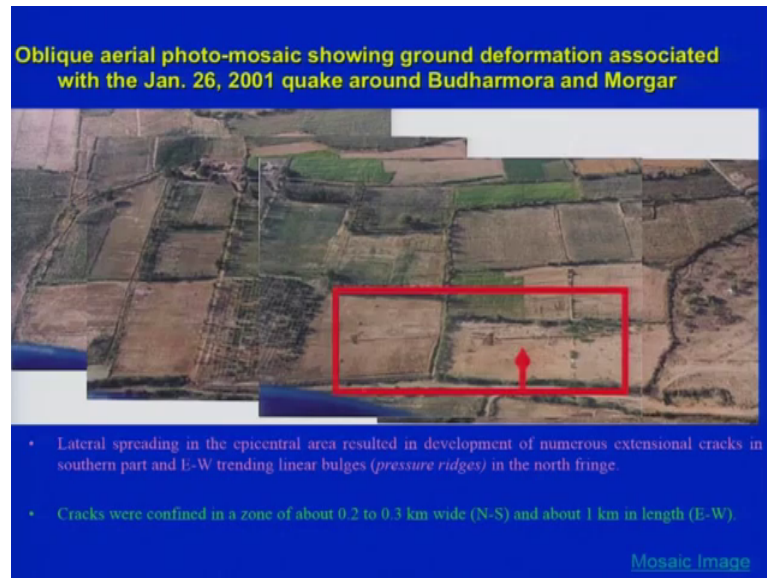 Oblique aerial photo-mosaic showing ground deformation associated
with the Jan. 26, 2001 quake around Budharmora and Morgar
• Lateral spreading in the epicentral area resulted in development of numerous extensional cracks in
southern part and E-W trending linear bulges (pressure ridges) in the north fringe.
• Cracks were confined in a zone of about 0.2 to 0.3 km wide (N-S) and about 1 km in length (E-W).
Mosaic Image